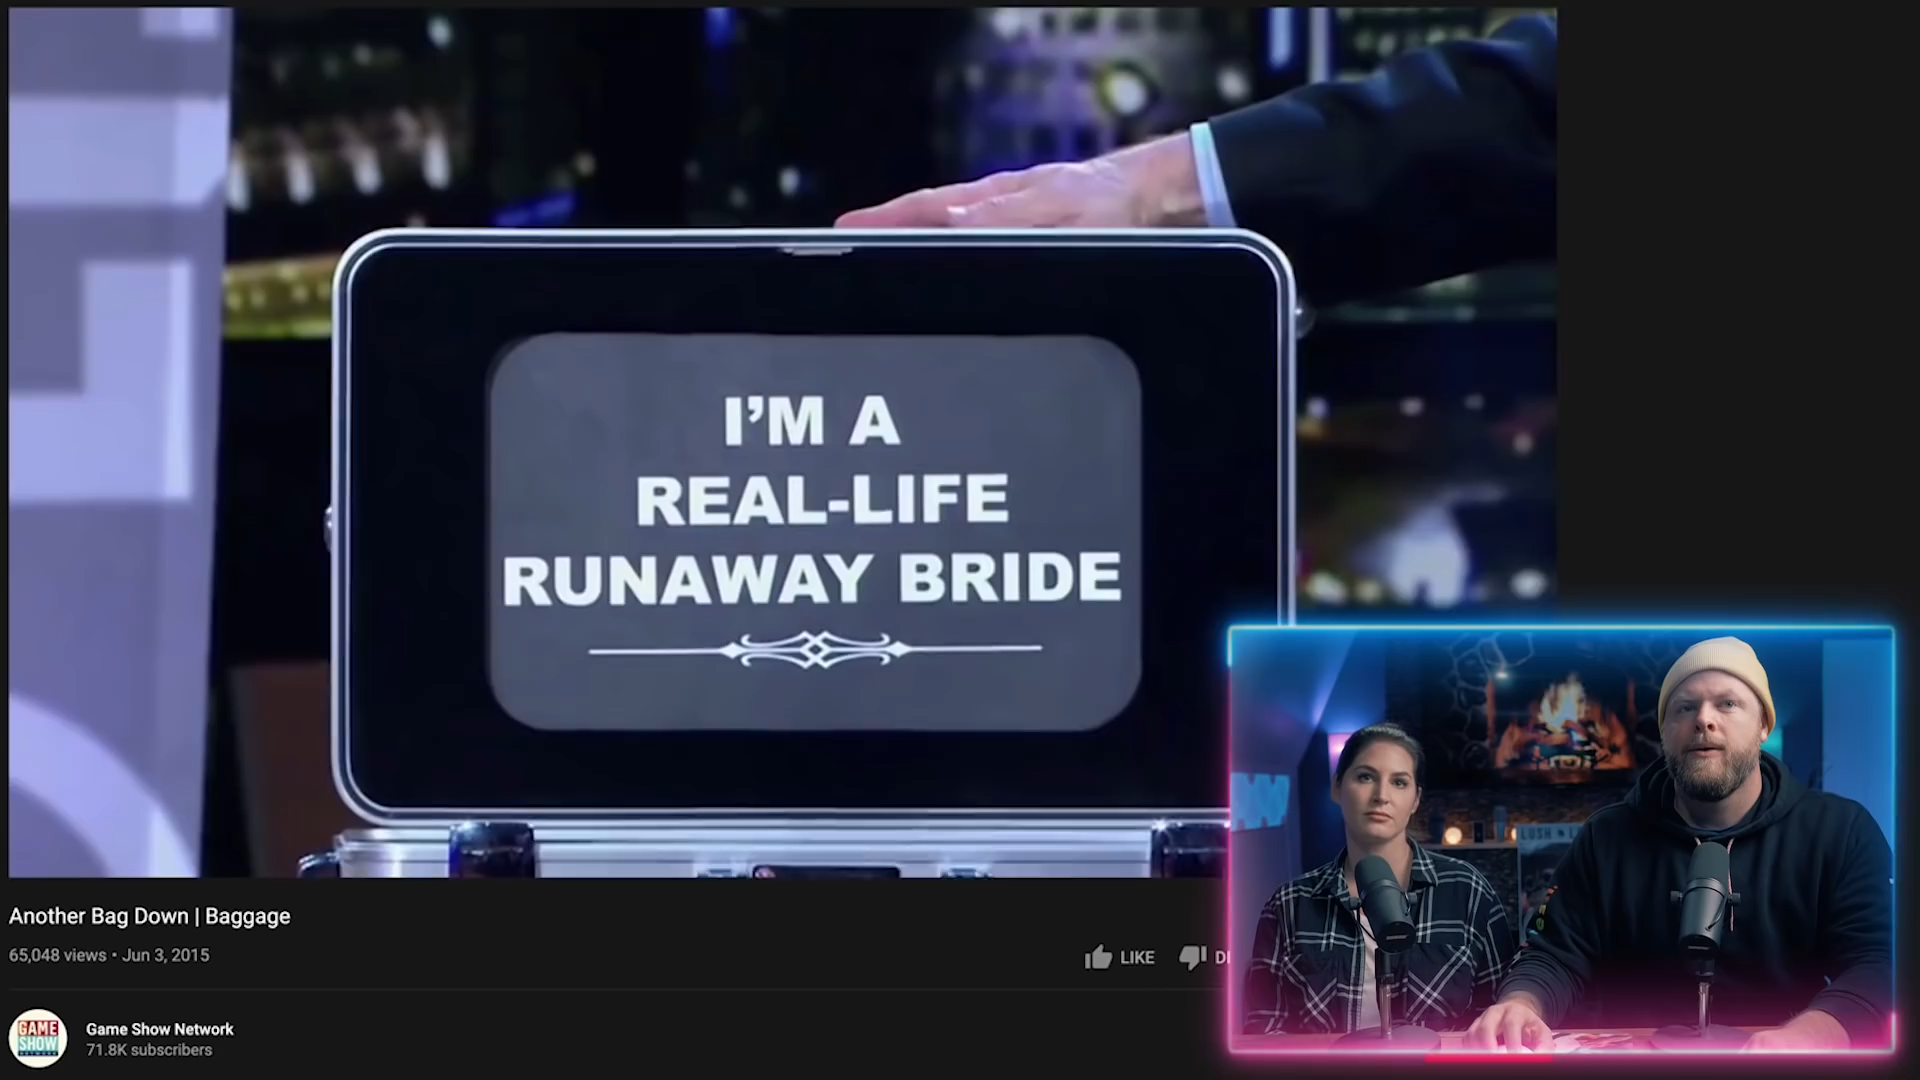 I'M A
REAL-LIFE
RUNAWAY BRIDE
Another Bag Down | Baggage
65,048 views • Jun 3, 2015
LIKE
GAME
SHOW
NETWORK
Game Show Network
71.8K subscribers